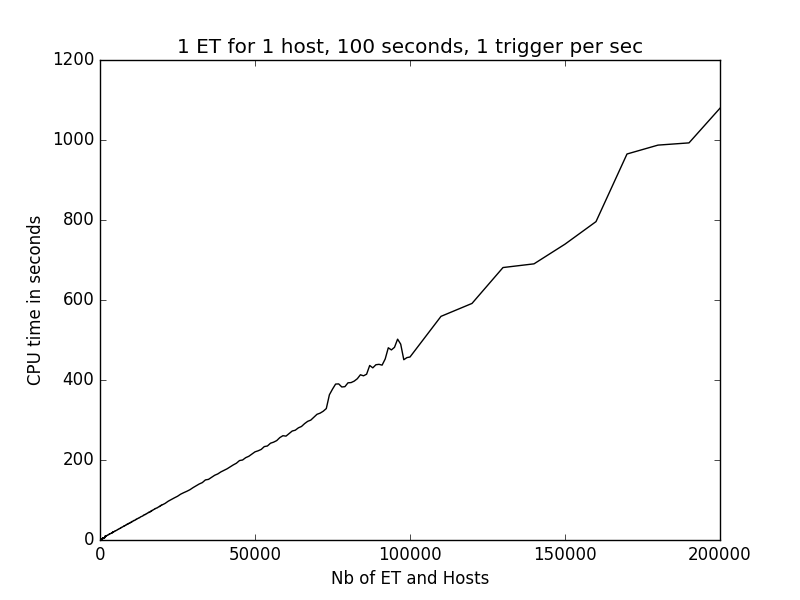 1 ET for 1 host, 100 seconds, 1 trigger per sec
1200
1000
800
600
400
200
0
CPU time in seconds
0 50000 100000 150000 200000
Nb of ET and Hosts